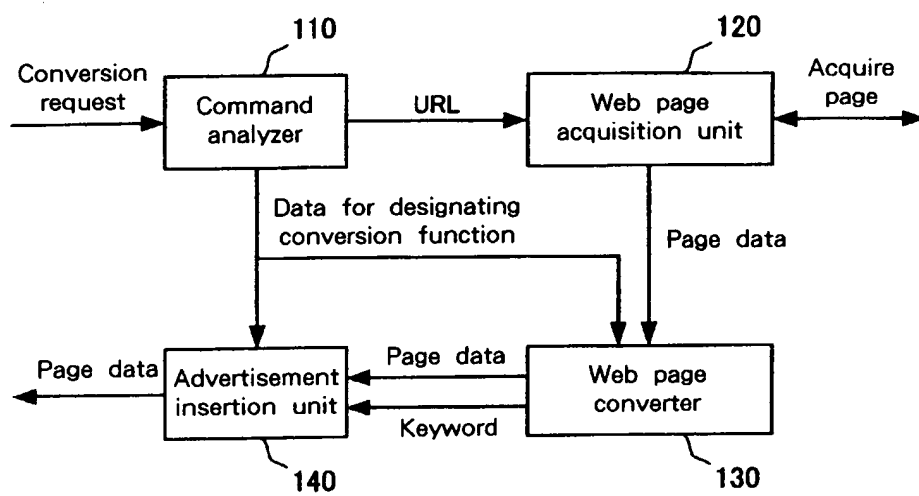 110
120
Conversion
request
Command
analyzer
URL
Web page
acquisition unit
Acquire
page
Data for designating
conversion function
Page data
Page data
Advertisement
insertion unit
Page data
Keyword
Web page
converter
140
130